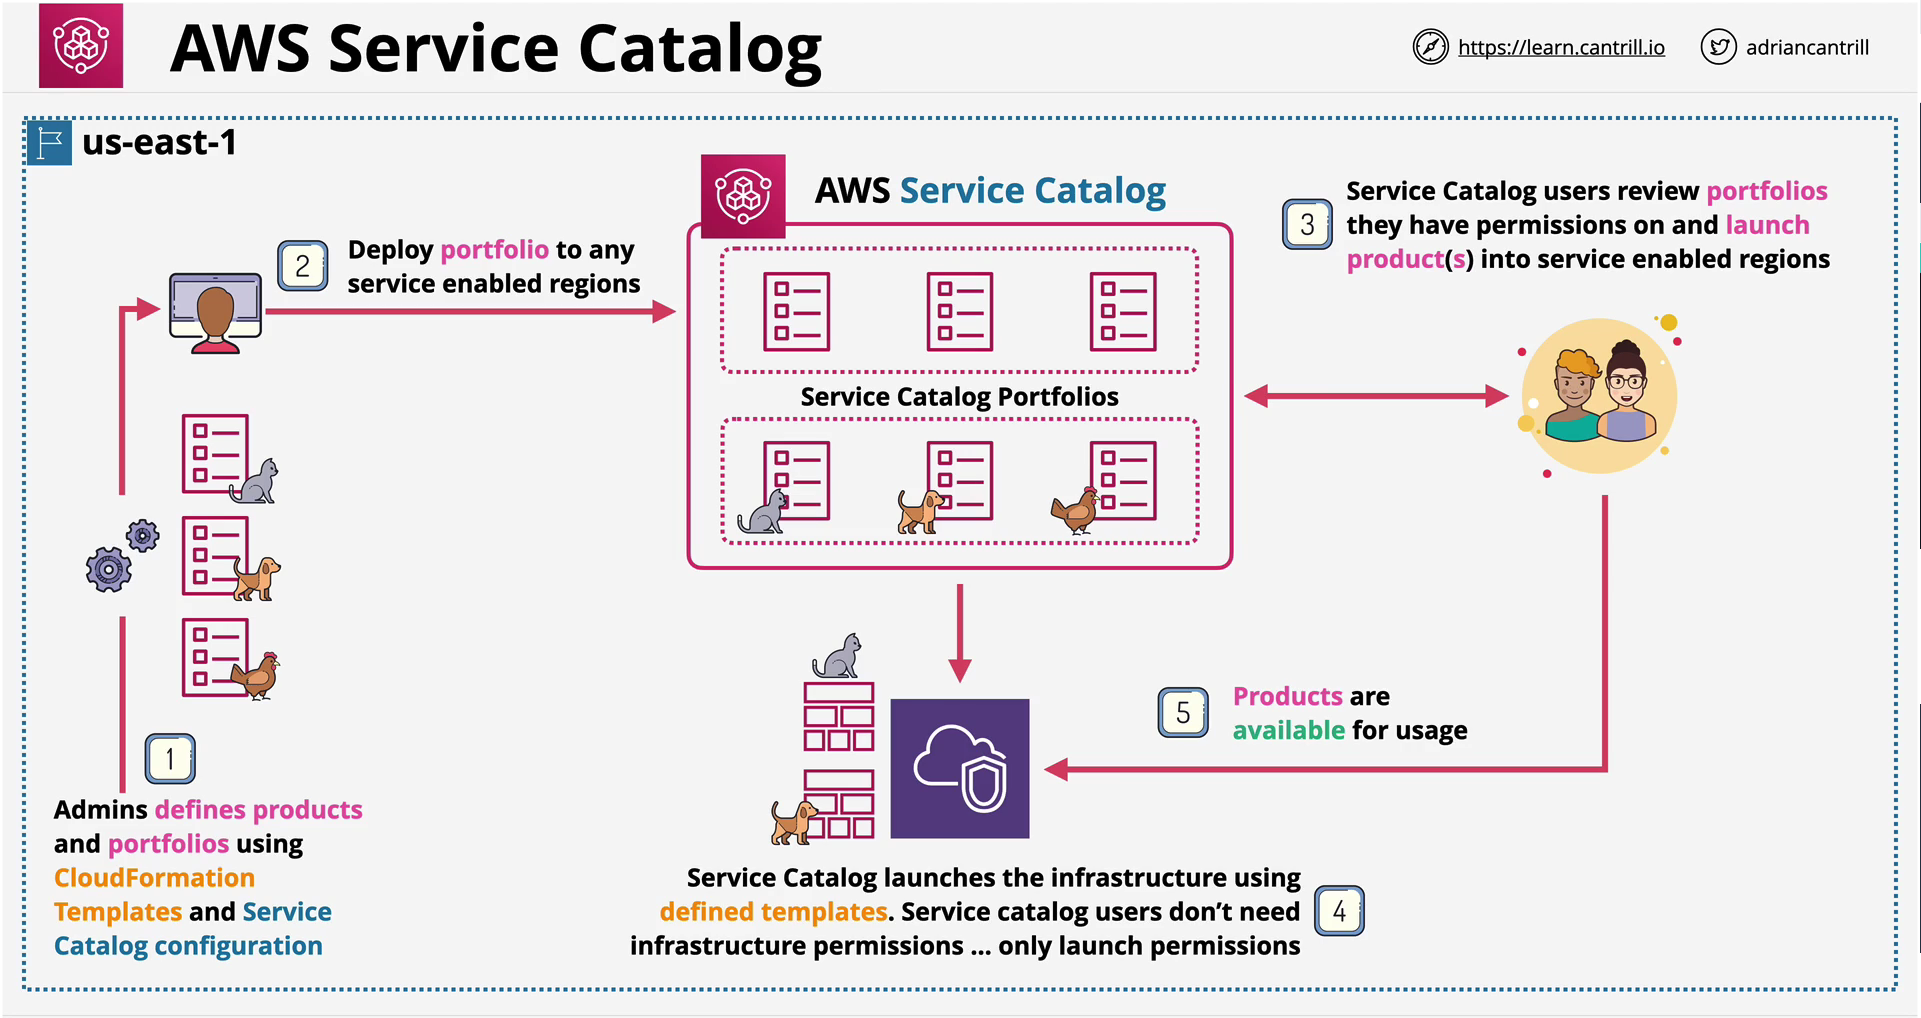 AWS Service Catalog
https://learn.cantrill.io
adriancantrill
us-east-1
AWS Service Catalog
2
Deploy portfolio to any
service enabled regions
3
Service Catalog users review portfolios
they have permissions on and launch
product(s) into service enabled regions
Service Catalog Portfolios
1
Admins defines products
and portfolios using
CloudFormation
Templates and Service
Catalog configuration
5
Products are
available for usage
Service Catalog launches the infrastructure using
defined templates. Service catalog users don’t need
infrastructure permissions ... only launch permissions
4